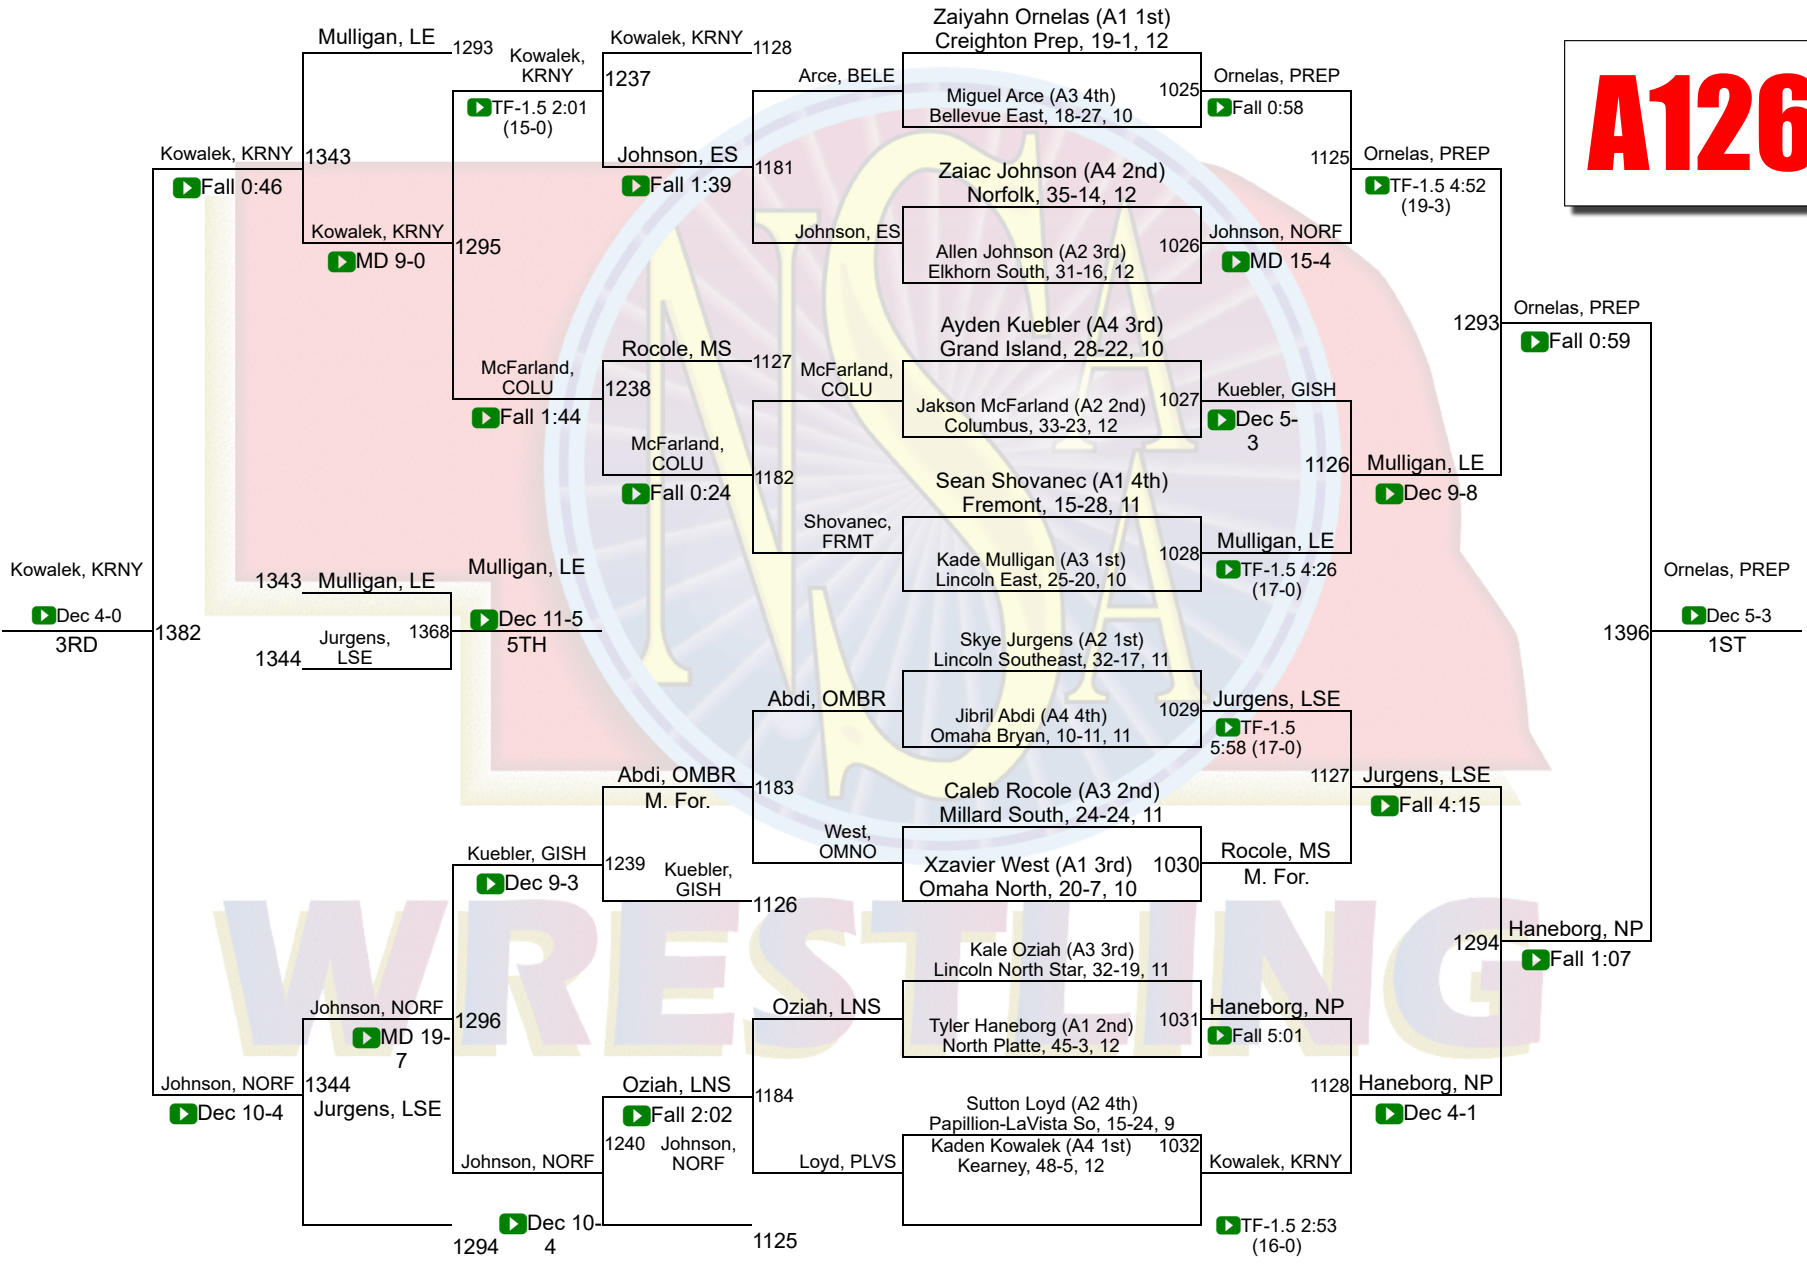 Zaiyahn Ornelas (A1 1st)
Creighton Prep, 19-1, 12
Mulligan, LE
1293
Kowalek,
KRNY
Kowalek, KRNY
1128
1237
Arce, BELE
Miguel Arce (A3 4th)
Bellevue East, 18-27, 10
1025
Ornelas, PREP
Fall 0:58
A126
TF-1.5 2:01
(15-0)
Kowalek, KRNY
1343
Fall 0:46
Johnson, ES
1181
Fall 1:39
Zaiac Johnson (A4 2nd)
Norfolk, 35-14, 12
1125
Ornelas, PREP
TF-1.5 4:52
(19-3)
Kowalek, KRNY
1295
MD 9-0
Johnson, ES
Allen Johnson (A2 3rd)
Elkhorn South, 31-16, 12
1026
Johnson, NORF
MD 15-4
Ayden Kuebler (A4 3rd)
Grand Island, 28-22, 10
1293
Ornelas, PREP
Fall 0:59
Rocole, MS
1127
McFarland,
COLU
1238
Fall 1:44
McFarland,
COLU
Jakson McFarland (A2 2nd)
Columbus, 33-23, 12
1027
Kuebler, GISH
Dec 5-
3
McFarland,
COLU
1182
Fall 0:24
Sean Shovanec (A1 4th)
Fremont, 15-28, 11
1126
Mulligan, LE
Dec 9-8
Shovanec,
FRMT
Kade Mulligan (A3 1st)
Lincoln East, 25-20, 10
1028
Mulligan, LE
TF-1.5 4:26
(17-0)
Kowalek, KRNY
Dec 4-0
3RD
1382
1343
Mulligan, LE
Mulligan, LE
Dec 11-5
5TH
1368
Jurgens,
LSE
1344
Ornelas, PREP
Dec 5-3
1ST
1396
NSAA
Skye Jurgens (A2 1st)
Lincoln Southeast, 32-17, 11
Abdi, OMBR
Jibril Abdi (A4 4th)
Omaha Bryan, 10-11, 11
1029
Jurgens, LSE
TF-1.5
5:58 (17-0)
Abdi, OMBR
M. For.
1183
Caleb Rocole (A3 2nd)
Millard South, 24-24, 11
1127
Jurgens, LSE
Fall 4:15
West,
OMNO
Xzavier West (A1 3rd)
Omaha North, 20-7, 10
1030
Rocole, MS
M. For.
Kuebler, GISH
Dec 9-3
1239
Kuebler,
GISH
1126
WRESTLING
Kale Oziah (A3 3rd)
Lincoln North Star, 32-19, 11
1294
Haneborg, NP
Fall 1:07
Johnson, NORF
MD 19-
7
1296
Oziah, LNS
Tyler Haneborg (A1 2nd)
North Platte, 45-3, 12
1031
Haneborg, NP
Fall 5:01
Johnson, NORF
1344
Dec 10-4
Jurgens, LSE
Oziah, LNS
1184
Fall 2:02
Sutton Loyd (A2 4th)
Papillion-LaVista So, 15-24, 9
1128
Haneborg, NP
Dec 4-1
Johnson, NORF
1240
Johnson,
NORF
Loyd, PLVS
Kaden Kowalek (A4 1st)
Kearney, 48-5, 12
1032
Kowalek, KRNY
1294
Dec 10-
4
1125
TF-1.5 2:53
(16-0)